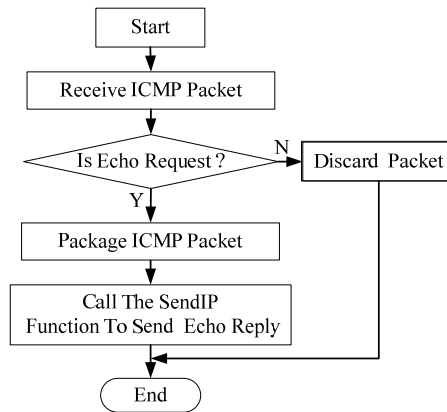 Start
Receive ICMP Packet
Is Echo Request ?
N
Discard Packet
Y
Package ICMP Packet
Call The SendIP
Function To Send Echo Reply
End